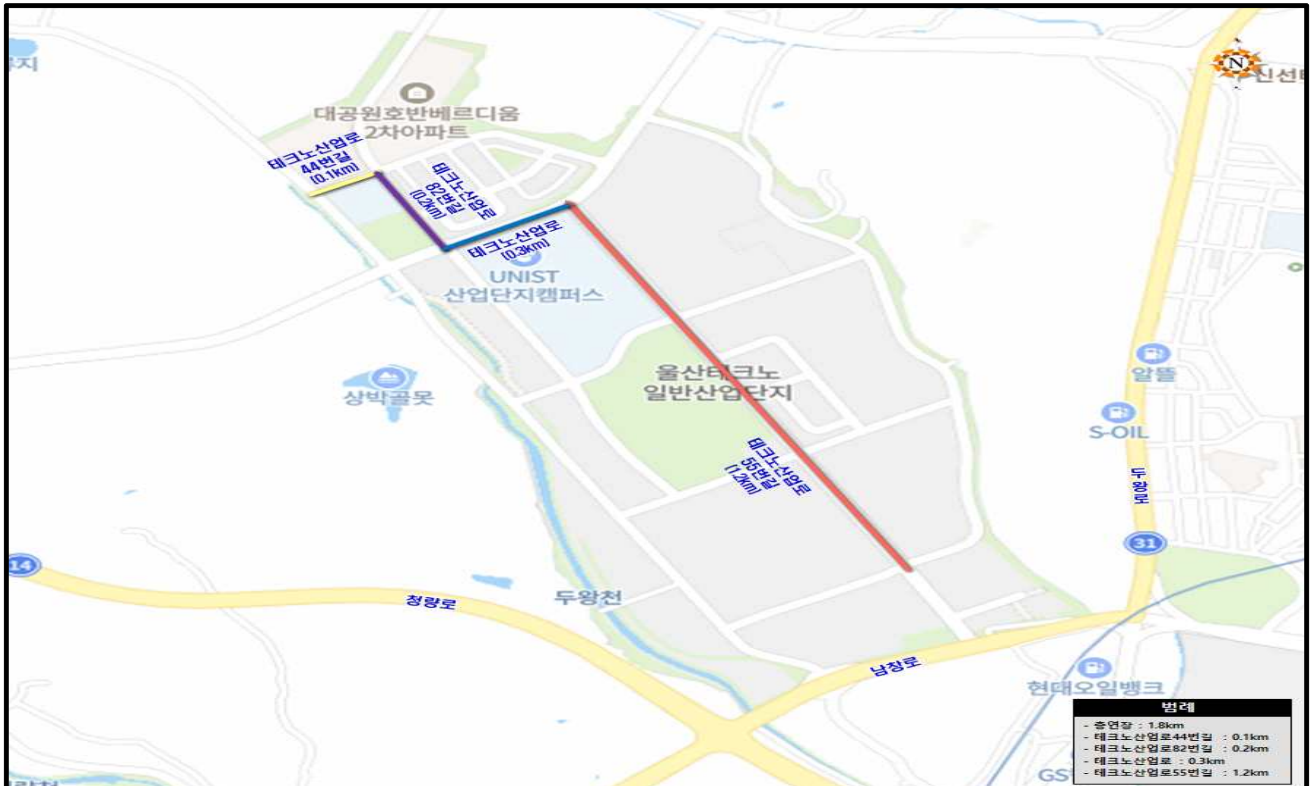 N
대공원호반베르디움
2차아파트
테크노산업로
44번길
(0.1km)
테크노산업로
82번길
(0.2km)
테크노산업로
(0.3km)
UNIST
산업단지캠퍼스
상박골못
울산테크노
일반산업단지
알뜰
S-OIL
테크노산업로
55번길
(1.2km)
두왕로
31
14
청량로
두왕천
남창로
현대오일뱅크
범례
- 총연장 : 1.8km
- 테크노산업로44번길 : 0.1km
- 테크노산업로82번길 : 0.2km
- 테크노산업로 : 0.3km
- 테크노산업로55번길 : 1.2km
GS